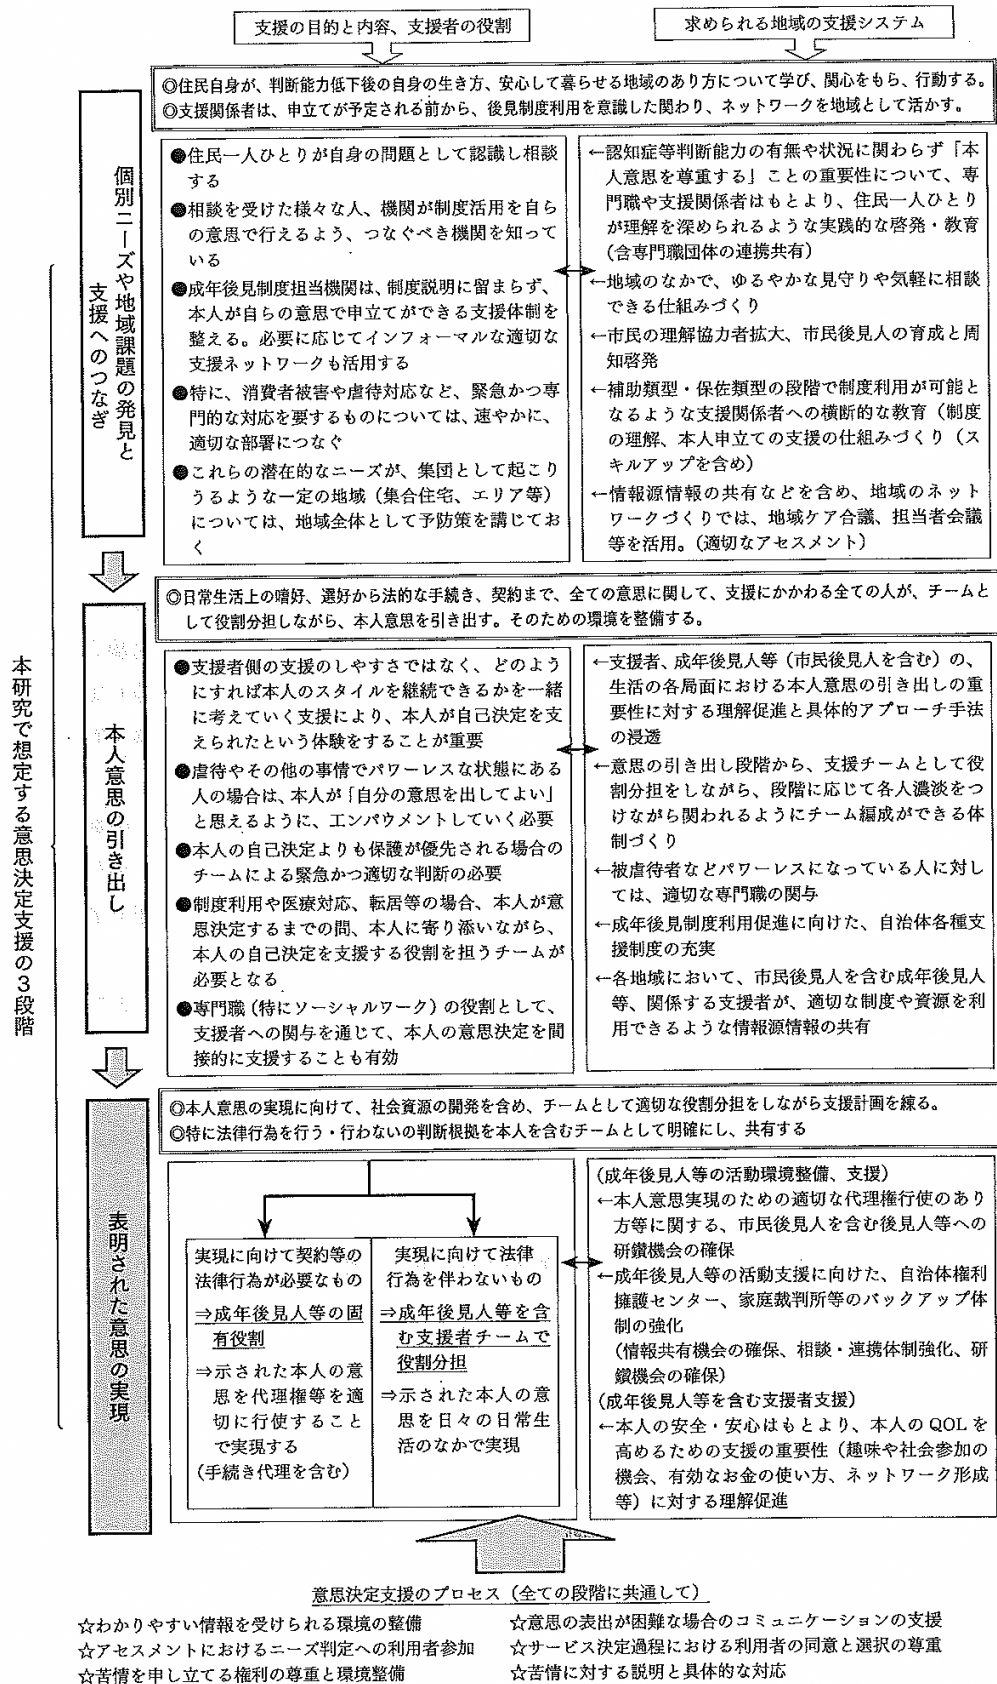 支援の目的と内容、支援者の役割
求められる地域の支援システム
◎住民自身が、判断能力低下後の自身の生き方、安心して暮らせる地域のあり方について学び、関心をもら、行動する。
◎支援関係者は、申立てが予定される前から、後見制度利用を意識した関わり、ネットワークを地域として活かす。
個別ニーズや地域課題の発見と
支援へのつなぎ
●住民一人ひとりが自身の問題として認識し相談
する
●相談を受けた様々な人、機関が制度活用を自ら
の意思で行えるよう、つなぐべき機関を知って
いる
●成年後見制度担当機関は、制度説明に留まらず、
本人が自らの意思で申立てができる支援体制を
整える。必要に応じてインフォーマルな適切な
支援ネットワークも活用する
●特に、消費者被害や虐待対応など、緊急かつ専
門的な対応を要するものについては、速やかに、
適切な部署につなぐ
●これらの潜在的なニーズが、集団として起こり
うるような一定の地域（集合住宅、エリア等）
については、地域全体として予防策を講じてお
く
←認知症等判断能力の有無や状況に関わらず「本
人意思を尊重する」ことの重要性について、専
門職や支援関係者はもとより、住民一人ひとり
が理解を深められるような実践的な啓発・教育
（含専門職団体の連携共有）
←地域のなかで、ゆるやかな見守りや気軽に相談
できる仕組みづくり
←市民の理解協力者拡大、市民後見人の育成と周
知啓発
←補助類型・保佐類型の段階で制度利用が可能
となるような支援関係者への横断的な教育（制度
の理解、本人申立ての支援の仕組みづくり（ス
キルアップを含め）
←情報源情報の共有などを含め、地域のネット
ワークづくりでは、地域ケア会議、担当者会議
等を活用。（適切なアセスメント）
本研究で想定する意思決定支援の３段階
◎日常生活上の嗜好、選好から法的な手続き、契約まで、全ての意思に関して、支援にかかわる全ての人が、チームと
して役割分担しながら、本人意思を引き出す。そのための環境を整備する。
本人意思の引き出し
●支援者側の支援のしやすさではなく、どのよう
にすれば本人のスタイルを継続できるかを一緒
に考えていく支援により、本人が自己決定を支
えられたという体験をすることが重要
●虐待やその他の事情でパワーレスな状態にある
人の場合は、本人が「自分の意思を出してよい」
と思えるように、エンパウメントしていく必要
●本人の自己決定よりも保護が優先される場合の
チームによる緊急かつ適切な判断の必要
●制度利用や医療対応、転居等の場合、本人が意
思決定するまでの間、本人に寄り添いながら、
本人の自己決定を支援する役割を担うチームが
必要となる
●専門職（特にソーシャルワーク）の役割として、
支援者への関与を通じて、本人の意思決定を間
接的に支援することも有効
←支援者、成年後見人等（市民後見人を含む）の、
生活の各局面における本人意思の引き出しの重
要性に対する理解促進と具体的アプローチ手法
の浸透
←意思の引き出し段階から、支援チームとして役
割分担をしながら、段階に応じて各人濃淡をつ
けながら関われるようにチーム編成ができる体
制づくり
←被虐待者などパワーレスになっている人に対し
ては、適切な専門職の関与
←成年後見制度利用促進に向けた、自治体各種支
援制度の充実
←各地域において、市民後見人を含む成年後見人
等、関係する支援者が、適切な制度や資源を利
用できるような情報源情報の共有
◎本人意思の実現に向けて、社会資源の開発を含め、チームとして適切な役割分担をしながら支援計画を練る。
◎特に法律行為を行う・行わないの判断根拠を本人を含むチームとして明確にし、共有する
表明された意思の実現
実現に向けて契約等の
法律行為が必要なもの
⇒成年後見人等の固
有役割
⇒示された本人の意
思を代理権等を適
切に行使すること
で実現する
（手続き代理を含む）
実現に向けて法律
行為を伴わないもの
⇒成年後見人等を含
む支援者チームで
役割分担
⇒示された本人の意
思を日々の日常生
活のなかで実現
（成年後見人等の活動環境整備、支援）
←本人意思実現のための適切な代理権行使のあり
方等に関する、市民後見人を含む後見人等への
研鑽機会の確保
←成年後見人等の活動支援に向けた、自治体権利
擁護センター、家庭裁判所等のバックアップ体
制の強化
（情報共有機会の確保、相談・連携体制強化、研
鑽機会の確保）
（成年後見人等を含む支援者支援）
←本人の安全・安心はもとより、本人のQOLを
高めるための支援の重要性（趣味や社会参加の
機会、有効なお金の使い方、ネットワーク形成
等）に対する理解促進
意思決定支援のプロセス（全ての段階に共通して）
☆わかりやすい情報を受けられる環境の整備
☆アセスメントにおけるニーズ判定への利用者参加
☆苦情を申し立てる権利の尊重と環境整備
☆意思の表出が困難な場合のコミュニケーションの支援
☆サービス決定過程における利用者の同意と選択の尊重
☆苦情に対する説明と具体的な対応